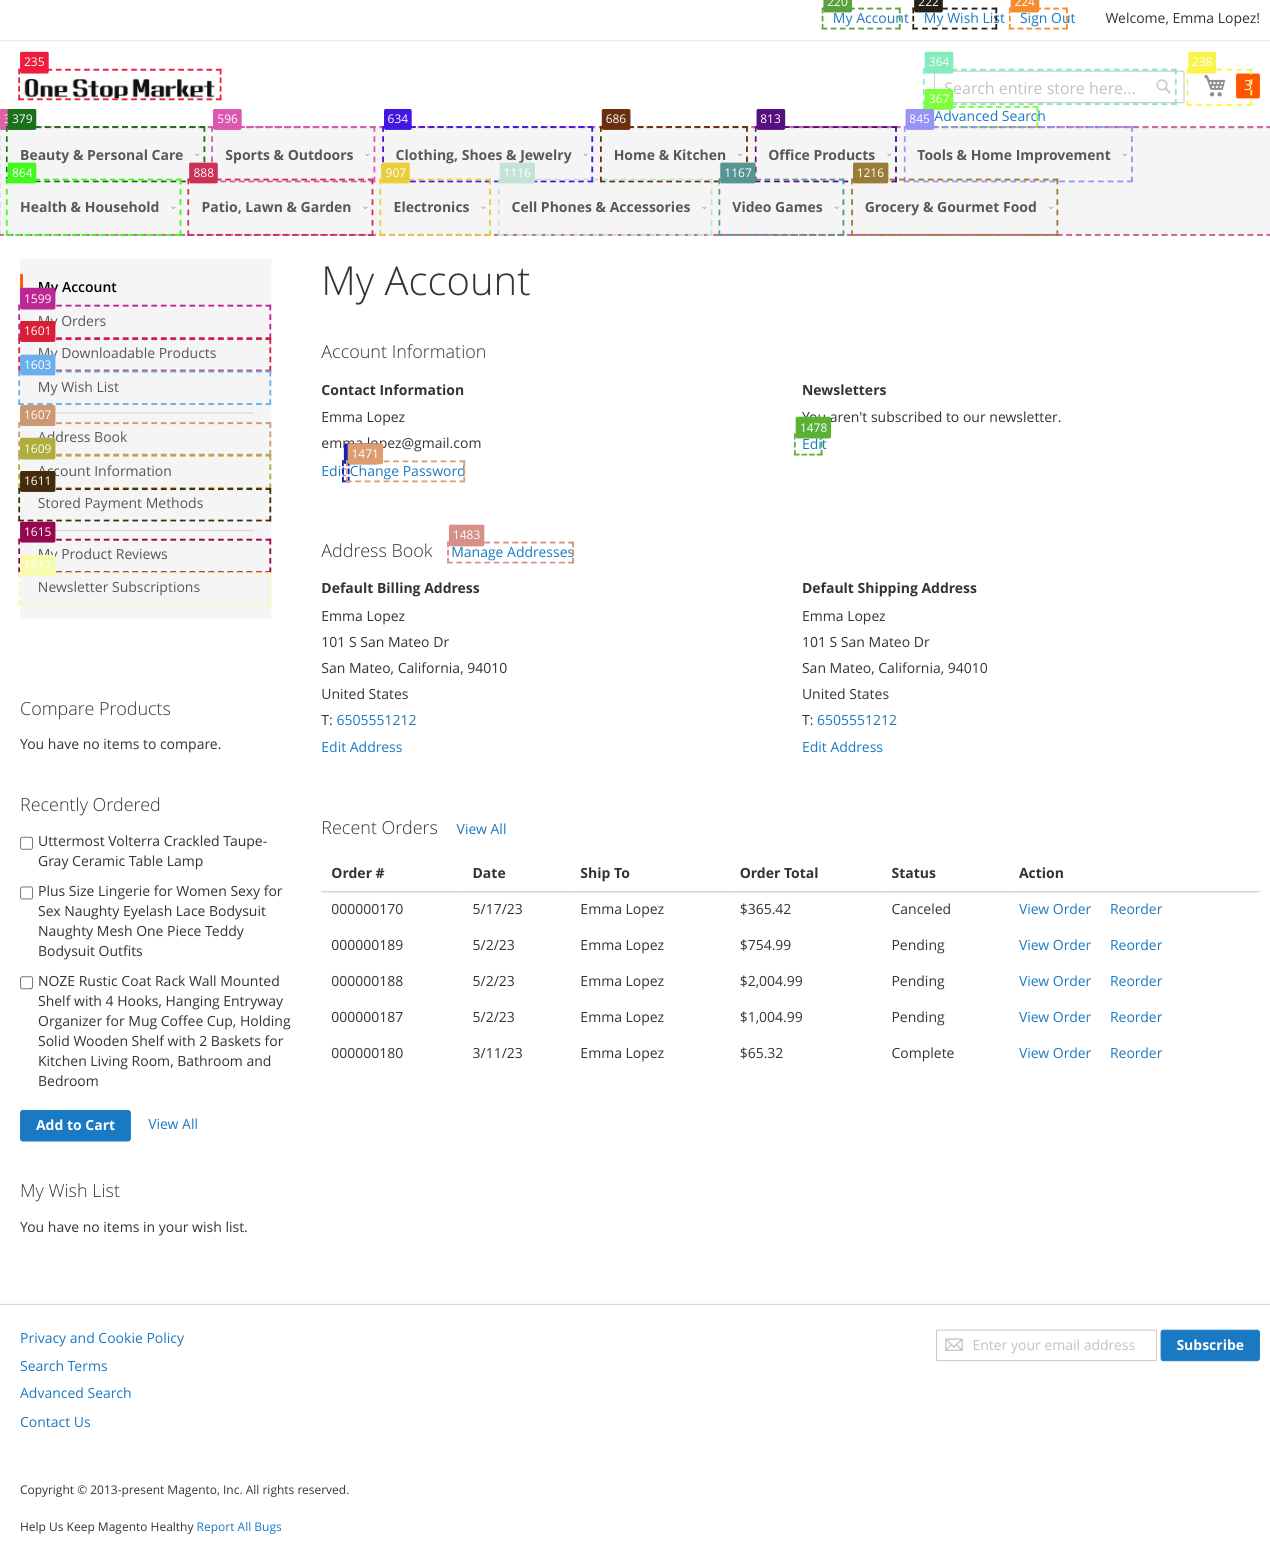 220 222 224
My Account My Wish List Sign Out Welcome, Emma Lopez!
235 364 238
One Stop Market Search entire store here... 3
367
Advanced Search
379 596 634 686 813 845
Beauty & Personal Care Sports & Outdoors Clothing, Shoes & Jewelry Home & Kitchen Office Products Tools & Home Improvement
864 888 907 1116 1167 1216
Health & Household Patio, Lawn & Garden Electronics Cell Phones & Accessories Video Games Grocery & Gourmet Food
My Account
1599
My Orders
1601
My Downloadable Products
1603
My Wish List
1607
Address Book
1609
Account Information
1611
Stored Payment Methods
1615
My Product Reviews
1617
Newsletter Subscriptions
My Account
Account Information
Contact Information
Emma Lopez
emma.lopez@gmail.com
1471
Edit Change Password
Newsletters
You aren't subscribed to our newsletter.
1478
Edit
1483
Address Book Manage Addresses
Default Billing Address
Emma Lopez
101 S San Mateo Dr
San Mateo, California, 94010
United States
T: 6505551212
Edit Address
Default Shipping Address
Emma Lopez
101 S San Mateo Dr
San Mateo, California, 94010
United States
T: 6505551212
Edit Address
Compare Products
You have no items to compare.
Recently Ordered
Uttermost Volterra Crackled Taupe-
Gray Ceramic Table Lamp
Plus Size Lingerie for Women Sexy for
Sex Naughty Eyelash Lace Bodysuit
Naughty Mesh One Piece Teddy
Bodysuit Outfits
NOZE Rustic Coat Rack Wall Mounted
Shelf with 4 Hooks, Hanging Entryway
Organizer for Mug Coffee Cup, Holding
Solid Wooden Shelf with 2 Baskets for
Kitchen Living Room, Bathroom and
Bedroom
Add to Cart View All
My Wish List
You have no items in your wish list.
Recent Orders View All
Order # Date Ship To Order Total Status Action
000000170 5/17/23 Emma Lopez $365.42 Canceled View Order Reorder
000000189 5/2/23 Emma Lopez $754.99 Pending View Order Reorder
000000188 5/2/23 Emma Lopez $2,004.99 Pending View Order Reorder
000000187 5/2/23 Emma Lopez $1,004.99 Pending View Order Reorder
000000180 3/11/23 Emma Lopez $65.32 Complete View Order Reorder
Privacy and Cookie Policy
Search Terms
Advanced Search
Contact Us
Enter your email address Subscribe
Copyright © 2013-present Magento, Inc. All rights reserved.
Help Us Keep Magento Healthy Report All Bugs